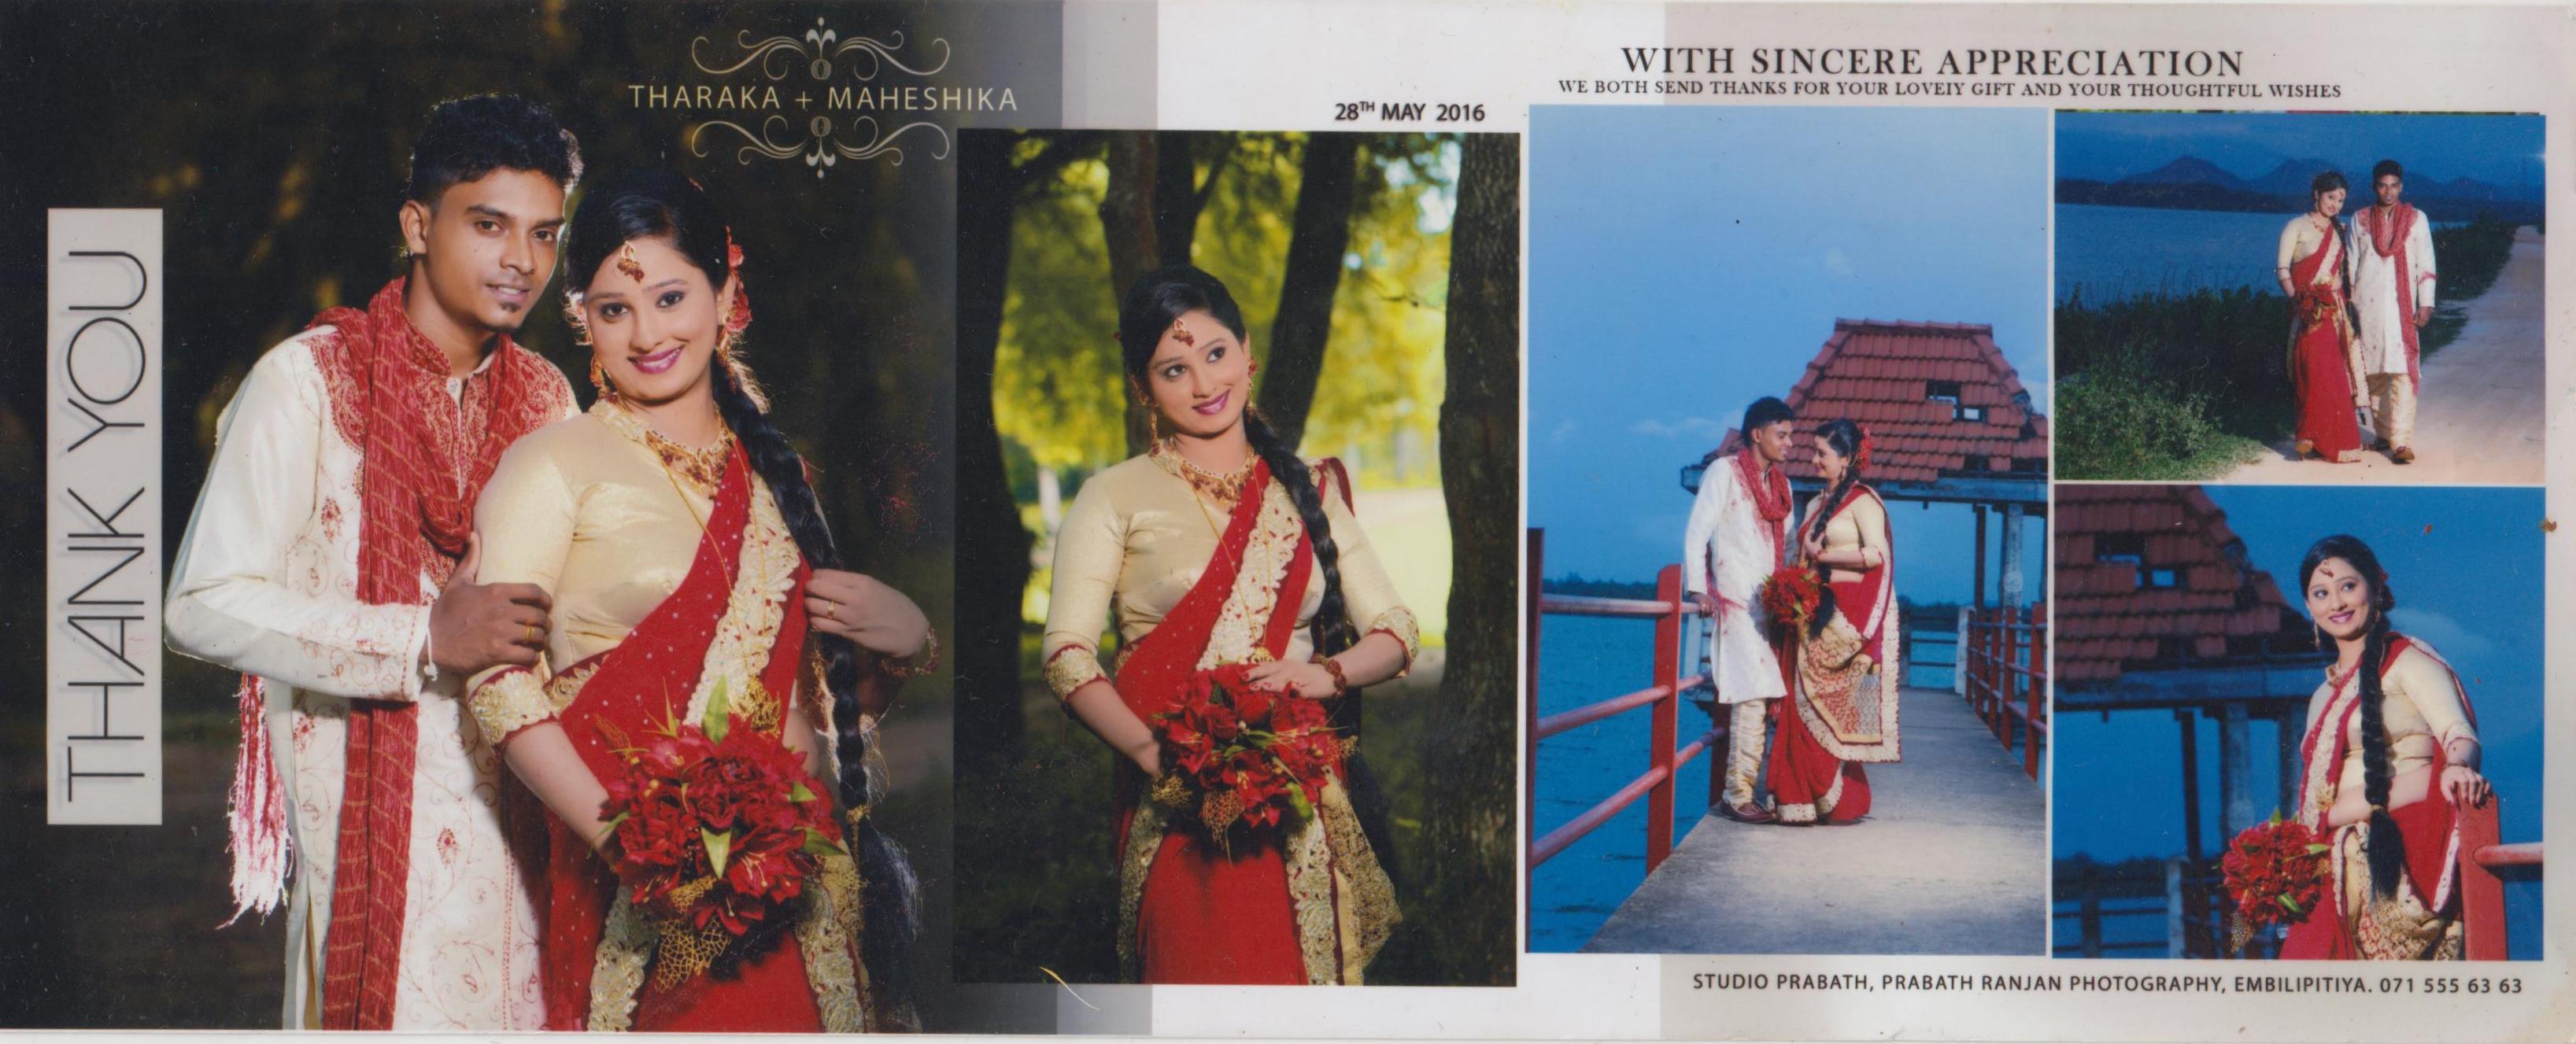 THANK YOU
THARAKA + MAHESHIKA
28TH MAY 2016
WITH SINCERE APPRECIATION
WE BOTH SEND THANKS FOR YOUR LOVEIY GIFT AND YOUR THOUGHTFUL WISHES
STUDIO PRABATH, PRABATH RANJAN PHOTOGRAPHY, EMBILIPITIYA. 071 555 63 63